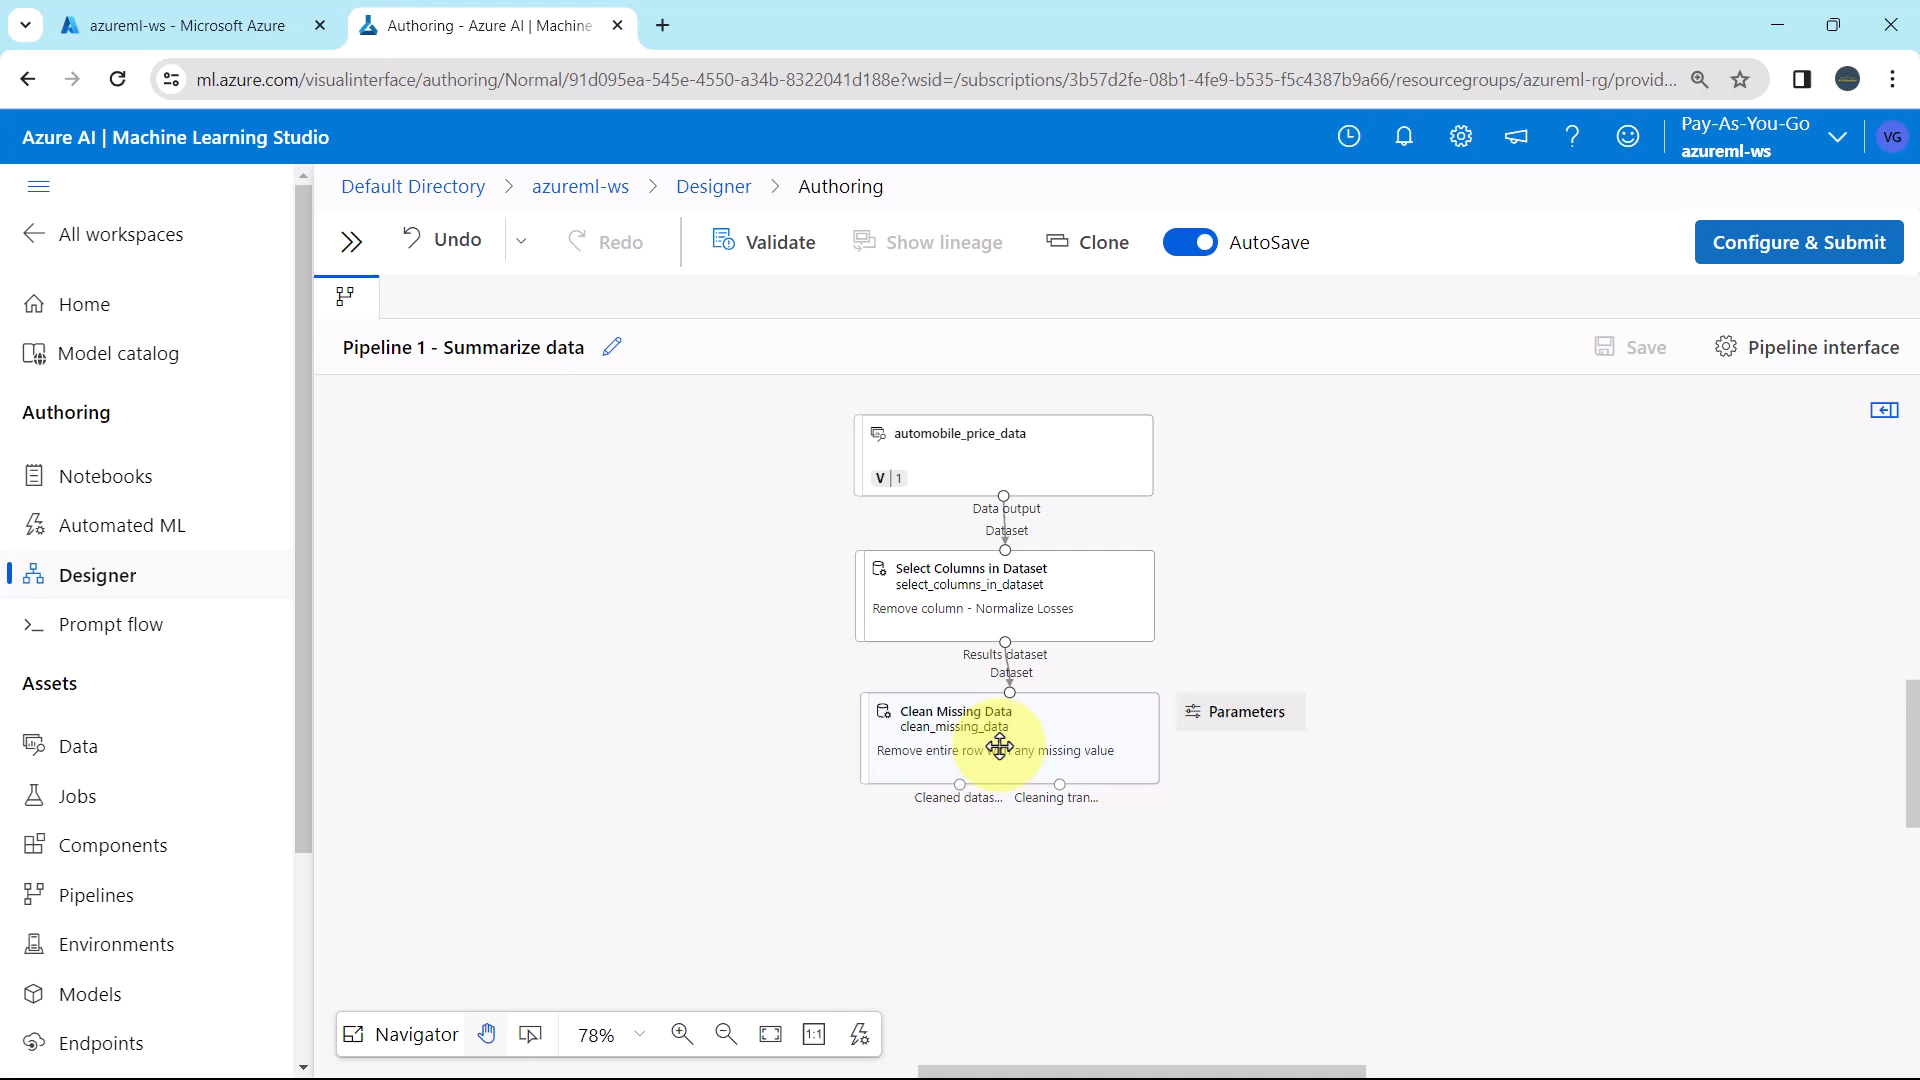 azureml-ws - Microsoft Azure
Authoring - Azure AI | Machine
ml.azure.com/visualinterface/authoring/Normal/91d095ea-545e-4550-a34b-8322041d188e?wsid=/subscriptions/3b57d2fe-08b1-4fe9-b535-f5c4387b9a66/resourcegroups/azureml-rg/provid...
Azure AI | Machine Learning Studio
Pay-As-You-Go
azureml-ws
VG
All workspaces
Home
Model catalog
Authoring
Notebooks
Automated ML
Designer
Prompt flow
Assets
Data
Jobs
Components
Pipelines
Environments
Models
Endpoints
Default Directory > azureml-ws > Designer > Authoring
Undo
Redo
Validate
Show lineage
Clone
AutoSave
Configure & Submit
Pipeline 1 - Summarize data
Save
Pipeline interface
automobile_price_data
V | 1
Data output
Dataset
Select Columns in Dataset
select_columns_in_dataset
Remove column - Normalize Losses
Results dataset
Dataset
Clean Missing Data
clean_missing_data
Remove entire row with any missing value
Cleaned datas... Cleaning tran...
Parameters
Navigator
78%
1:1